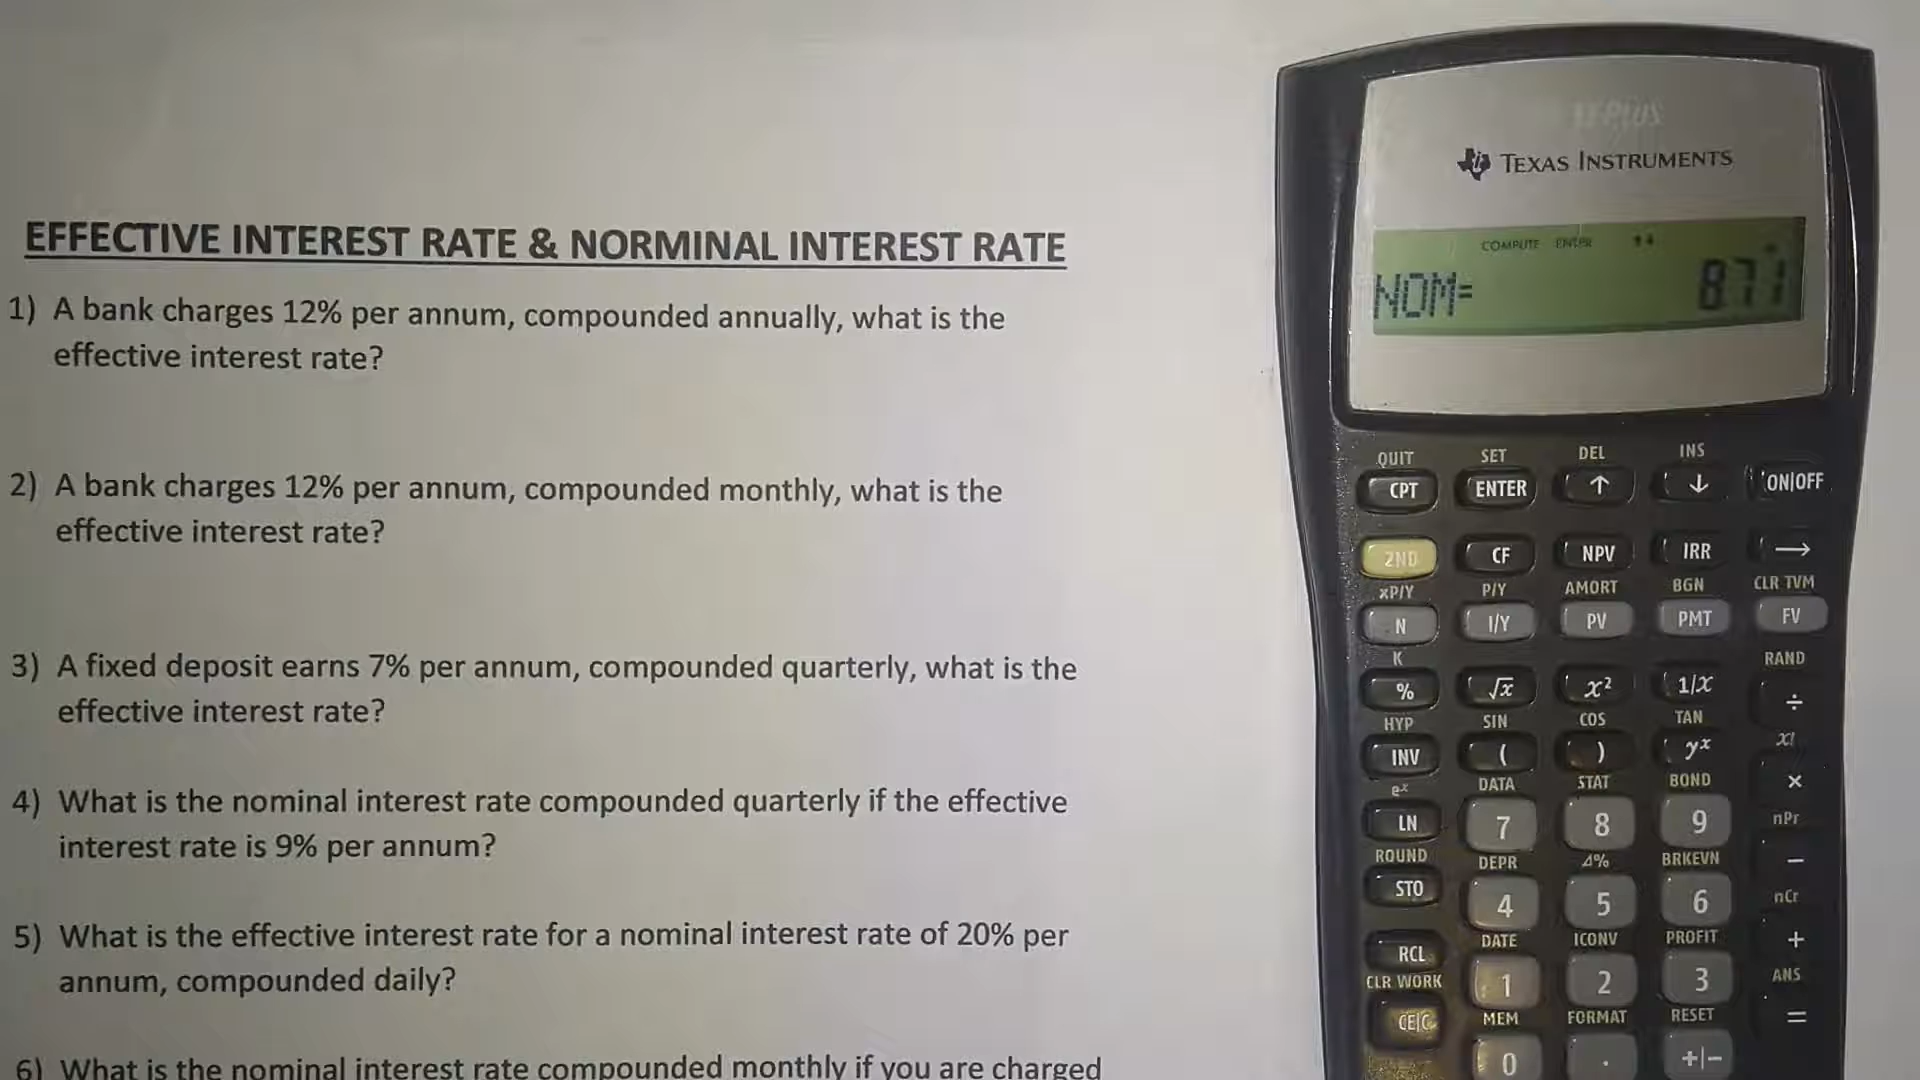 EFFECTIVE INTEREST RATE & NORMINAL INTEREST RATE
1) A bank charges 12% per annum, compounded annually, what is the
effective interest rate?
2) A bank charges 12% per annum, compounded monthly, what is the
effective interest rate?
3) A fixed deposit earns 7% per annum, compounded quarterly, what is the
effective interest rate?
4) What is the nominal interest rate compounded quarterly if the effective
interest rate is 9% per annum?
5) What is the effective interest rate for a nominal interest rate of 20% per
annum, compounded daily?
6) What is the nominal interest rate compounded monthly if you are charged
PLUS
TEXAS INSTRUMENTS
COMPUTE ENTER
NOM= 8.71
QUIT SET DEL INS
CPT ENTER ↑ ↓ ON|OFF
2ND CF NPV IRR →
xP/Y P/Y AMORT BGN CLR TVM
N I/Y PV PMT FV
K RAND
% √x x² 1/x ÷
HYP SIN COS TAN x!
INV ( ) yˣ ×
eˣ DATA STAT BOND nPr
LN 7 8 9 −
ROUND DEPR Δ% BRKEVN nCr
STO 4 5 6 +
DATE ICONV PROFIT ANS
RCL 1 2 3 =
CLR WORK MEM FORMAT RESET
CE|C 0 . +|−